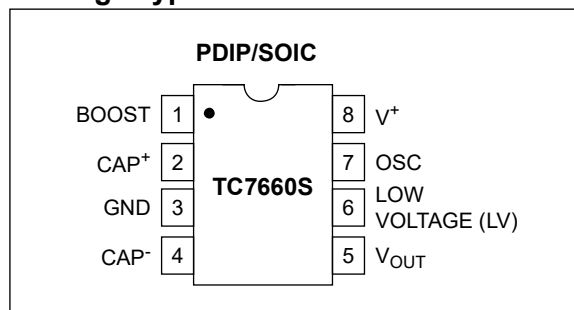 PDIP/SOIC
BOOST 1
CAP+ 2
GND 3
CAP- 4
TC7660S
8 V+
7 OSC
6 LOW
VOLTAGE (LV)
5 VOUT